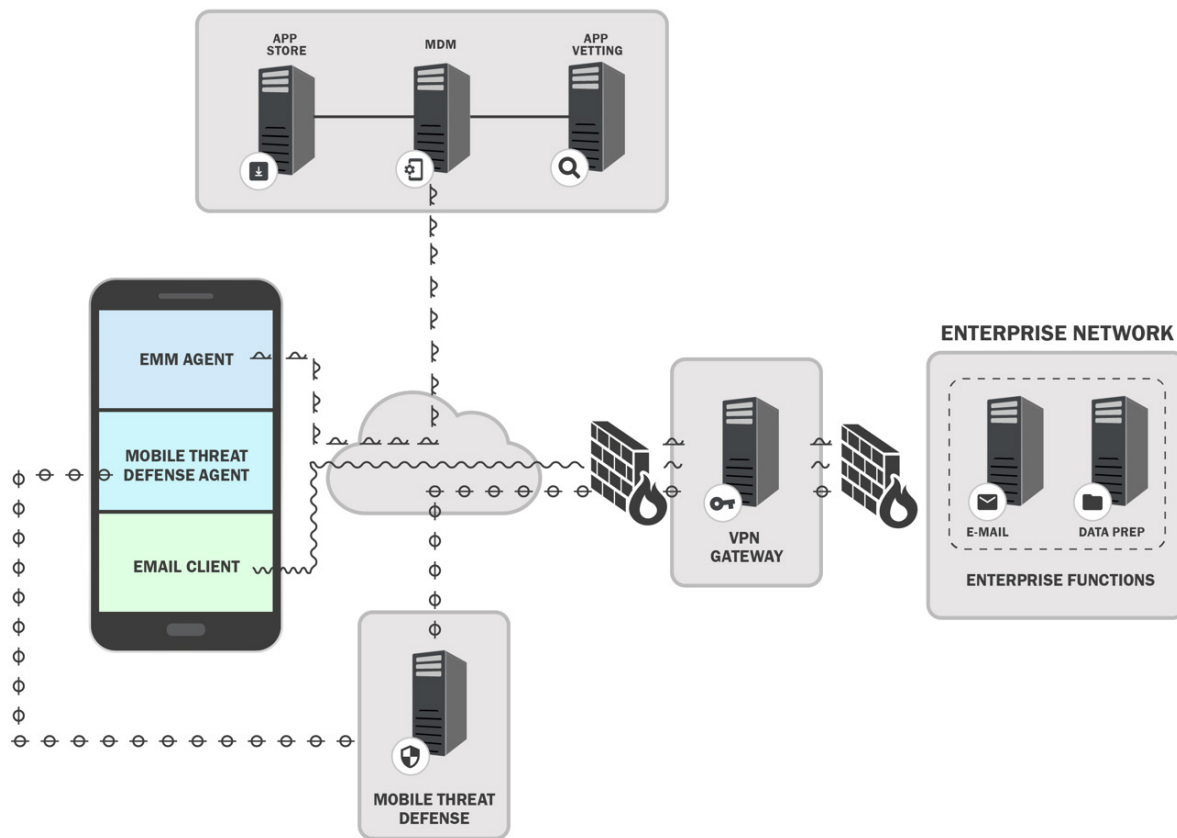 APP
STORE
MDM
APP
VETTING
EMM AGENT
MOBILE THREAT
DEFENSE AGENT
EMAIL CLIENT
VPN
GATEWAY
ENTERPRISE NETWORK
E-MAIL
DATA PREP
ENTERPRISE FUNCTIONS
MOBILE THREAT
DEFENSE